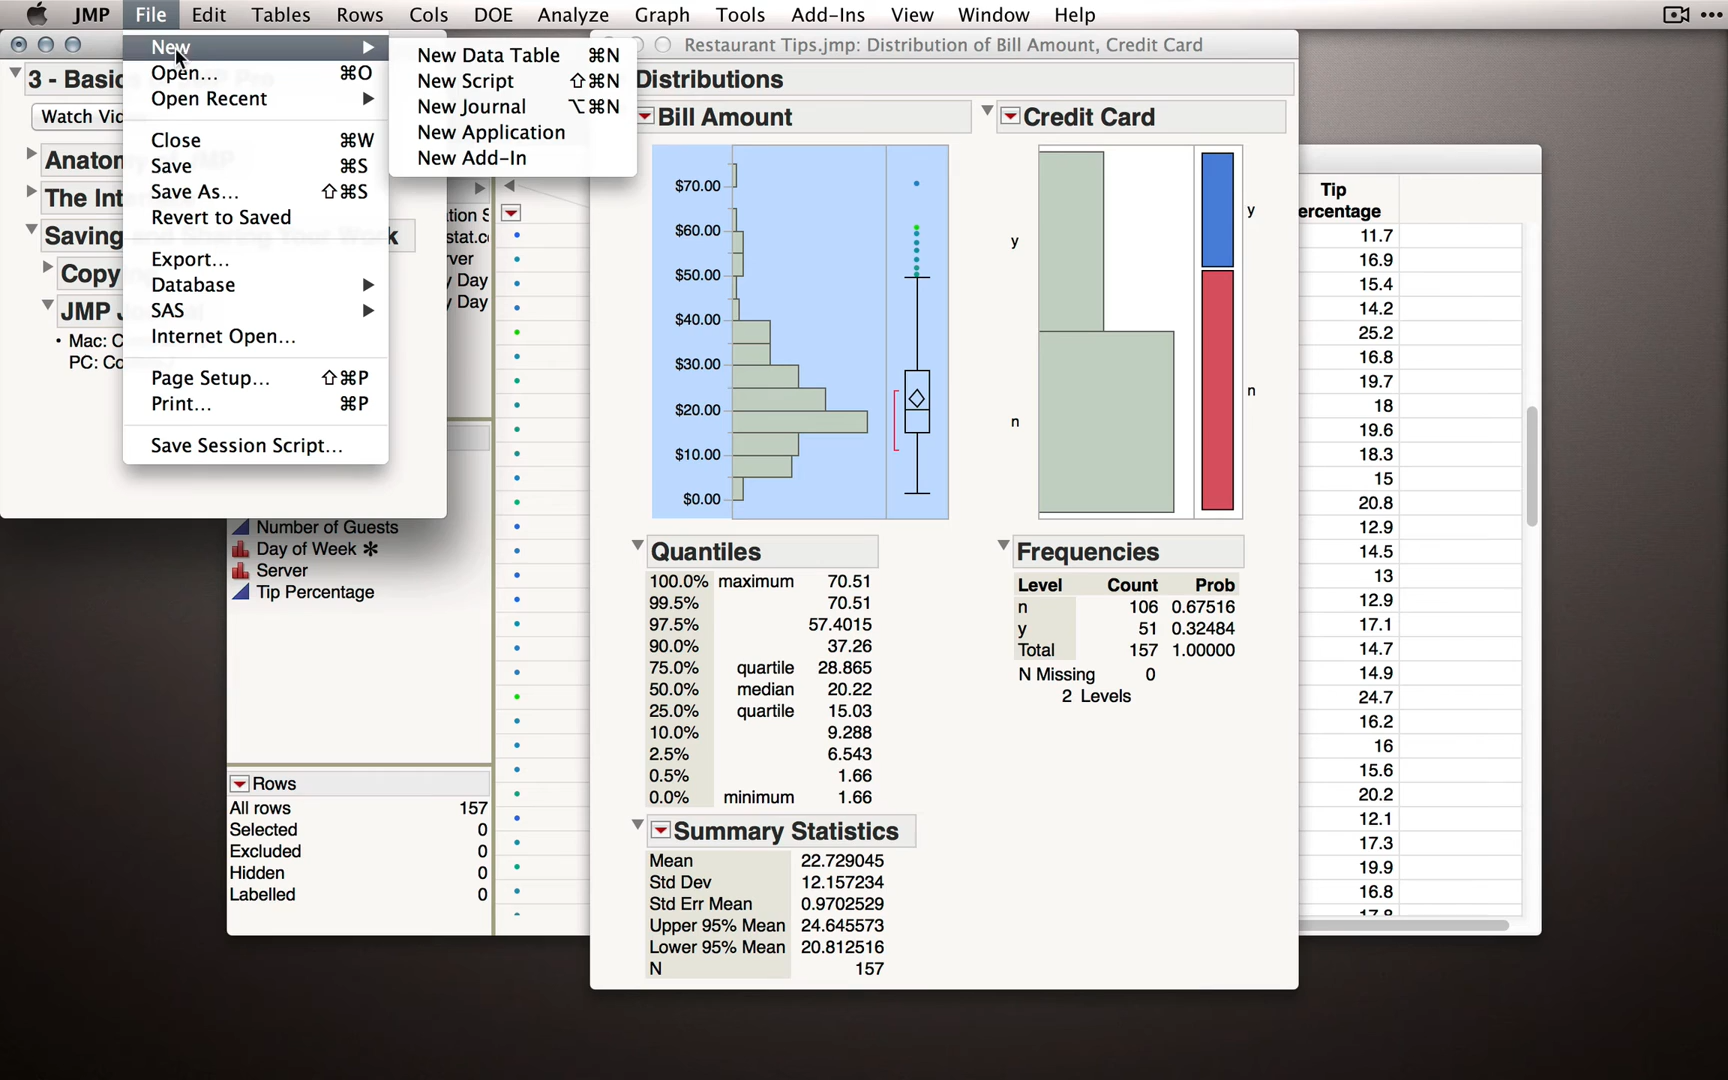 JMP File Edit Tables Rows Cols DOE Analyze Graph Tools Add-Ins View Window Help
New
Open... ⌘O
Open Recent
Close ⌘W
Save ⌘S
Save As... ⇧⌘S
Revert to Saved
Export...
Database
SAS
Internet Open...
Page Setup... ⇧⌘P
Print... ⌘P
Save Session Script...
New Data Table ⌘N
New Script ⇧⌘N
New Journal ⌥⌘N
New Application
New Add-In
3 - Basics
Watch
Anatomy JMP
The
Saving and Sharing Your Work
Copy
JMP
• Mac:
PC:
Number of Guests
Day of Week ✻
Server
Tip Percentage
Rows
All rows 157
Selected 0
Excluded 0
Hidden 0
Labelled 0
Restaurant Tips.jmp: Distribution of Bill Amount, Credit Card
Distributions
Bill Amount
$70.00
$60.00
$50.00
$40.00
$30.00
$20.00
$10.00
$0.00
Quantiles
100.0% maximum 70.51
99.5% 70.51
97.5% 57.4015
90.0% 37.26
75.0% quartile 28.865
50.0% median 20.22
25.0% quartile 15.03
10.0% 9.288
2.5% 6.543
0.5% 1.66
0.0% minimum 1.66
Summary Statistics
Mean 22.729045
Std Dev 12.157234
Std Err Mean 0.9702529
Upper 95% Mean 24.645573
Lower 95% Mean 20.812516
N 157
Credit Card
y y
n n
Frequencies
Level Count Prob
n 106 0.67516
y 51 0.32484
Total 157 1.00000
N Missing 0
2 Levels
Tip
ercentage
11.7
16.9
15.4
14.2
25.2
16.8
19.7
18
19.6
18.3
15
20.8
12.9
14.5
13
12.9
17.1
14.7
14.9
24.7
16.2
16
15.6
20.2
12.1
17.3
19.9
16.8
17.8